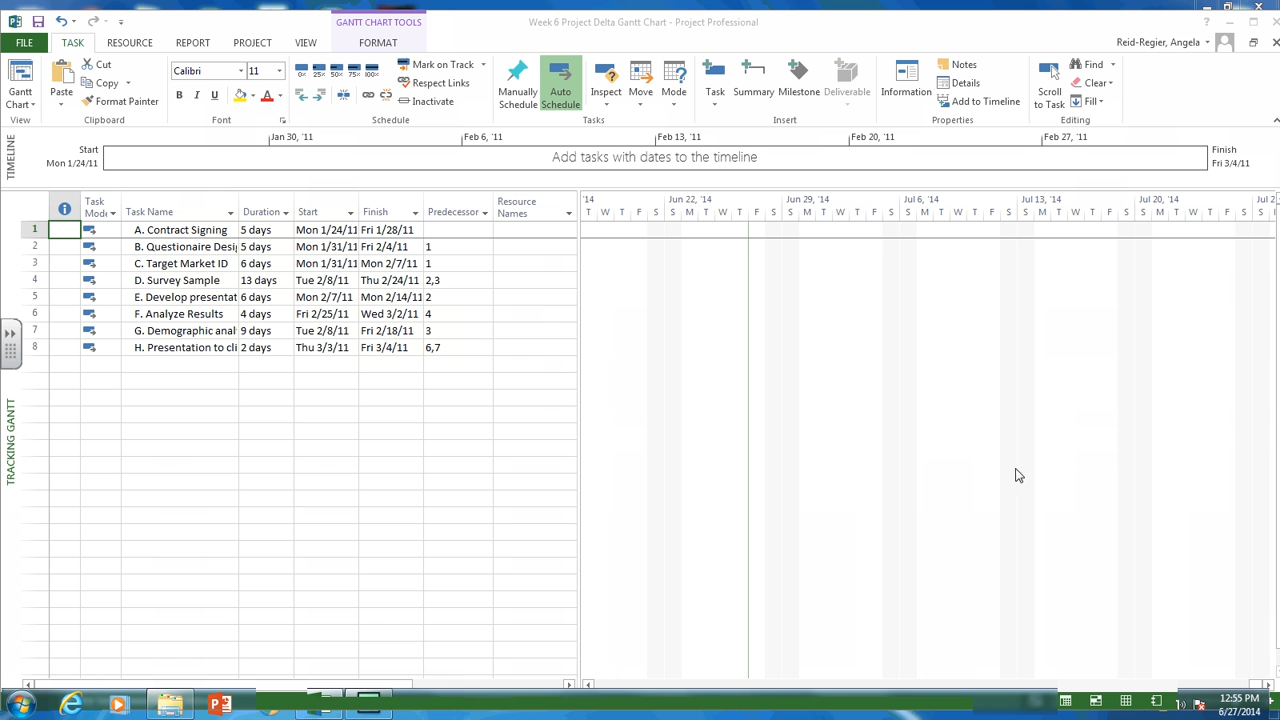 Week 6 Project Delta Gantt Chart - Project Professional
GANTT CHART TOOLS
FILE TASK RESOURCE REPORT PROJECT VIEW FORMAT
Reid-Regier, Angela
Gantt Chart
View
Paste
Cut
Copy
Format Painter
Clipboard
Calibri 11
B I U A
Font
0% 25% 50% 75% 100%
Mark on Track
Respect Links
Inactivate
Schedule
Manually Schedule
Auto Schedule
Inspect
Move
Mode
Tasks
Task
Summary
Milestone
Deliverable
Insert
Information
Notes
Details
Add to Timeline
Properties
Scroll to Task
Find
Clear
Fill
Editing
TIMELINE
Start
Mon 1/24/11
Jan 30, '11 Feb 6, '11 Feb 13, '11 Feb 20, '11 Feb 27, '11
Add tasks with dates to the timeline
Finish
Fri 3/4/11
Task Mode Task Name Duration Start Finish Predecessor Resource Names
1 A. Contract Signing 5 days Mon 1/24/11 Fri 1/28/11
2 B. Questionaire Desig 5 days Mon 1/31/11 Fri 2/4/11 1
3 C. Target Market ID 6 days Mon 1/31/11 Mon 2/7/11 1
4 D. Survey Sample 13 days Tue 2/8/11 Thu 2/24/11 2,3
5 E. Develop presentat 6 days Mon 2/7/11 Mon 2/14/11 2
6 F. Analyze Results 4 days Fri 2/25/11 Wed 3/2/11 4
7 G. Demographic anal 9 days Tue 2/8/11 Fri 2/18/11 3
8 H. Presentation to cli 2 days Thu 3/3/11 Fri 3/4/11 6,7
'14 Jun 22, '14 Jun 29, '14 Jul 6, '14 Jul 13, '14 Jul 20, '14 Jul 2
T W T F S S M T W T F S S M T W T F S S M T W T F S S M T W T F S S M T W T F S S
TRACKING GANTT
12:55 PM
6/27/2014